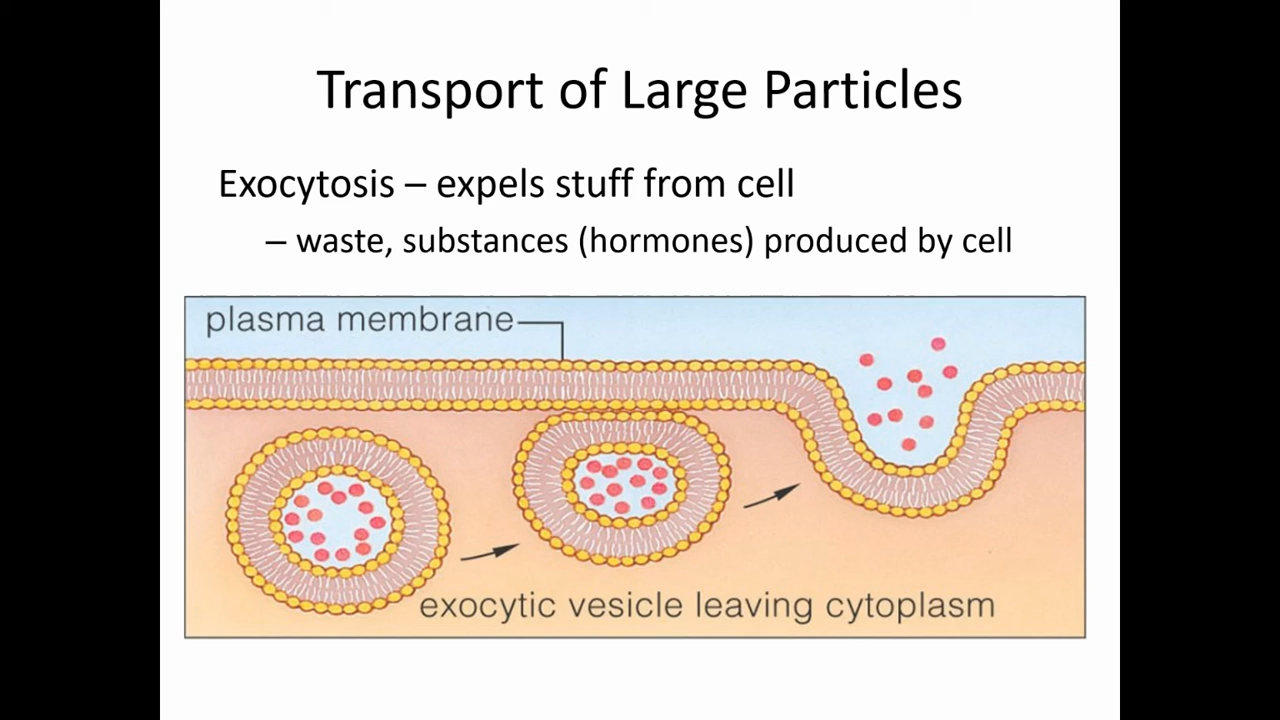 Transport of Large Particles
Exocytosis – expels stuff from cell
– waste, substances (hormones) produced by cell
plasma membrane
exocytic vesicle leaving cytoplasm